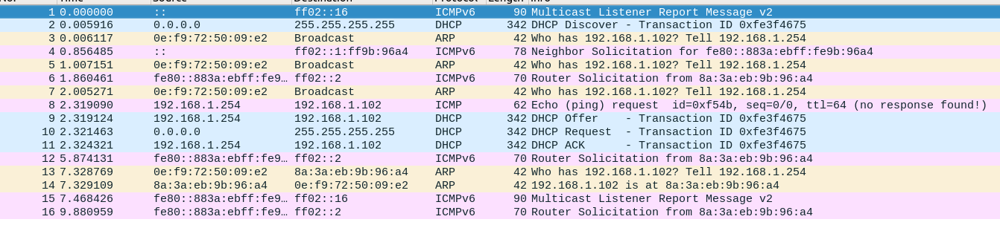 No. Time Source Destination Protocol Length Info
1 0.000000 :: ff02::16 ICMPv6 90 Multicast Listener Report Message v2
2 0.005916 0.0.0.0 255.255.255.255 DHCP 342 DHCP Discover - Transaction ID 0xfe3f4675
3 0.006117 0e:f9:72:50:09:e2 Broadcast ARP 42 Who has 192.168.1.102? Tell 192.168.1.254
4 0.856485 :: ff02::1:ff9b:96a4 ICMPv6 78 Neighbor Solicitation for fe80::883a:ebff:fe9b:96a4
5 1.007151 0e:f9:72:50:09:e2 Broadcast ARP 42 Who has 192.168.1.102? Tell 192.168.1.254
6 1.860461 fe80::883a:ebff:fe9… ff02::2 ICMPv6 70 Router Solicitation from 8a:3a:eb:9b:96:a4
7 2.005271 0e:f9:72:50:09:e2 Broadcast ARP 42 Who has 192.168.1.102? Tell 192.168.1.254
8 2.319090 192.168.1.254 192.168.1.102 ICMP 62 Echo (ping) request id=0xf54b, seq=0/0, ttl=64 (no response found!)
9 2.319124 192.168.1.254 192.168.1.102 DHCP 342 DHCP Offer - Transaction ID 0xfe3f4675
10 2.321463 0.0.0.0 255.255.255.255 DHCP 342 DHCP Request - Transaction ID 0xfe3f4675
11 2.324321 192.168.1.254 192.168.1.102 DHCP 342 DHCP ACK - Transaction ID 0xfe3f4675
12 5.874131 fe80::883a:ebff:fe9… ff02::2 ICMPv6 70 Router Solicitation from 8a:3a:eb:9b:96:a4
13 7.328769 0e:f9:72:50:09:e2 8a:3a:eb:9b:96:a4 ARP 42 Who has 192.168.1.102? Tell 192.168.1.254
14 7.329109 8a:3a:eb:9b:96:a4 0e:f9:72:50:09:e2 ARP 42 192.168.1.102 is at 8a:3a:eb:9b:96:a4
15 7.468426 fe80::883a:ebff:fe9… ff02::16 ICMPv6 90 Multicast Listener Report Message v2
16 9.880959 fe80::883a:ebff:fe9… ff02::2 ICMPv6 70 Router Solicitation from 8a:3a:eb:9b:96:a4